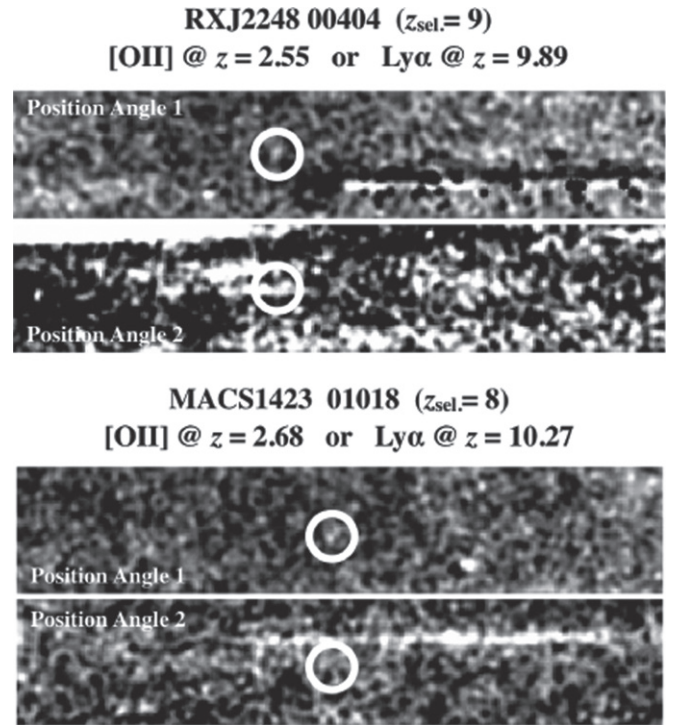 RXJ2248 00404 (zsel.= 9)
[OII] @ z = 2.55 or Lyα @ z = 9.89
Position Angle 1
Position Angle 2
MACS1423 01018 (zsel.= 8)
[OII] @ z = 2.68 or Lyα @ z = 10.27
Position Angle 1
Position Angle 2